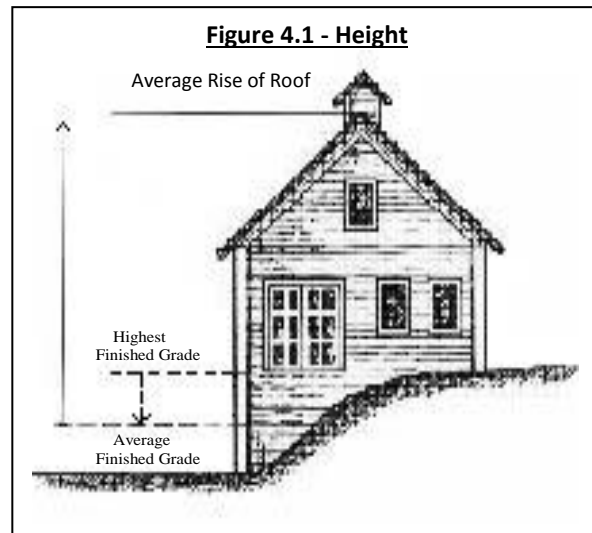 Figure 4.1 - Height
Average Rise of Roof
Highest
Finished Grade
Average
Finished Grade